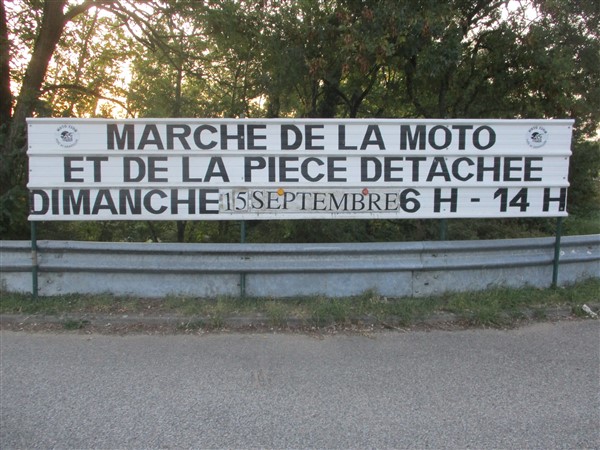 MARCHE DE LA MOTO
ET DE LA PIECE DETACHEE
DIMANCHE 15 SEPTEMBRE 6 H - 14 H